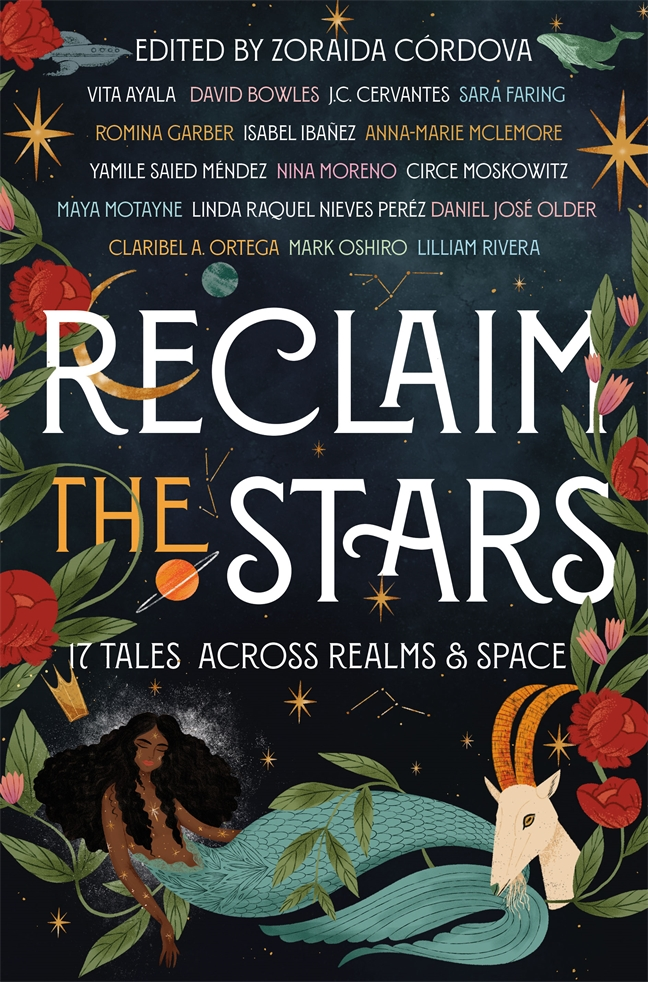 EDITED BY ZORAIDA CÓRDOVA
VITA AYALA DAVID BOWLES J.C. CERVANTES SARA FARING
ROMINA GARBER ISABEL IBAÑEZ ANNA-MARIE MCLEMORE
YAMILE SAIED MÉNDEZ NINA MORENO CIRCE MOSKOWITZ
MAYA MOTAYNE LINDA RAQUEL NIEVES PERÉZ DANIEL JOSÉ OLDER
CLARIBEL A. ORTEGA MARK OSHIRO LILLIAM RIVERA
RECLAIM
THE STARS
17 TALES ACROSS REALMS & SPACE